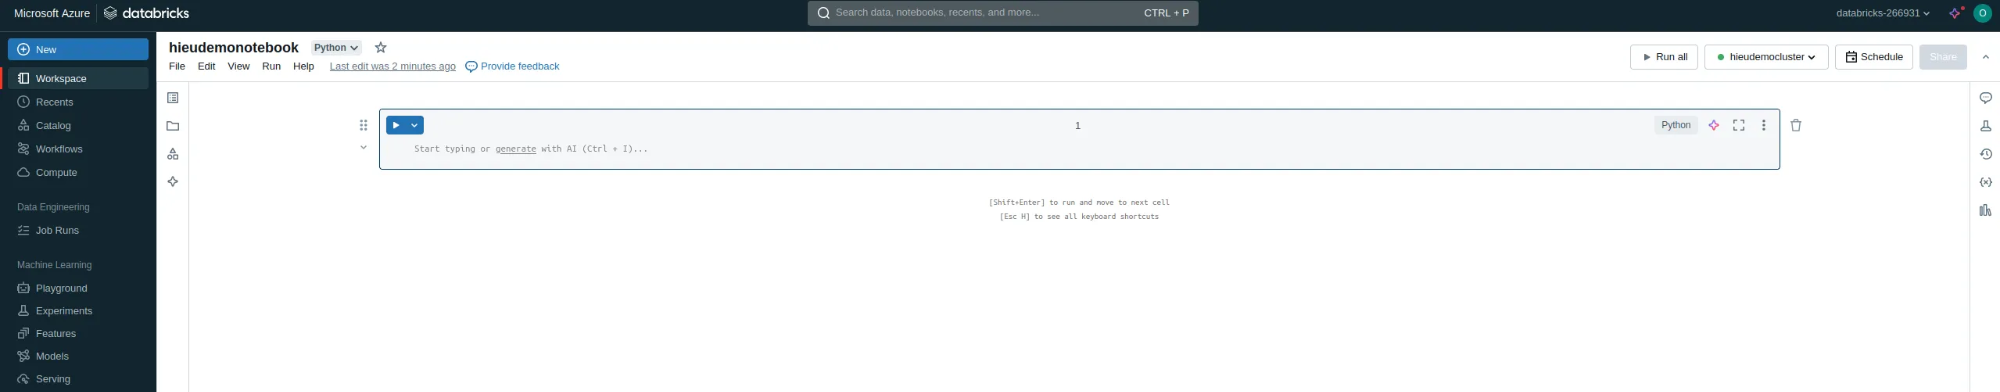 Microsoft Azure databricks
Search data, notebooks, recents, and more... CTRL + P
databricks-266931 O
New
Workspace
Recents
Catalog
Workflows
Compute
Data Engineering
Job Runs
Machine Learning
Playground
Experiments
Features
Models
Serving
hieudemonotebook Python
File Edit View Run Help Last edit was 2 minutes ago Provide feedback
Run all hieudemocluster Schedule Share
1 Python
Start typing or generate with AI (Ctrl + I)...
[Shift+Enter] to run and move to next cell
[Esc H] to see all keyboard shortcuts